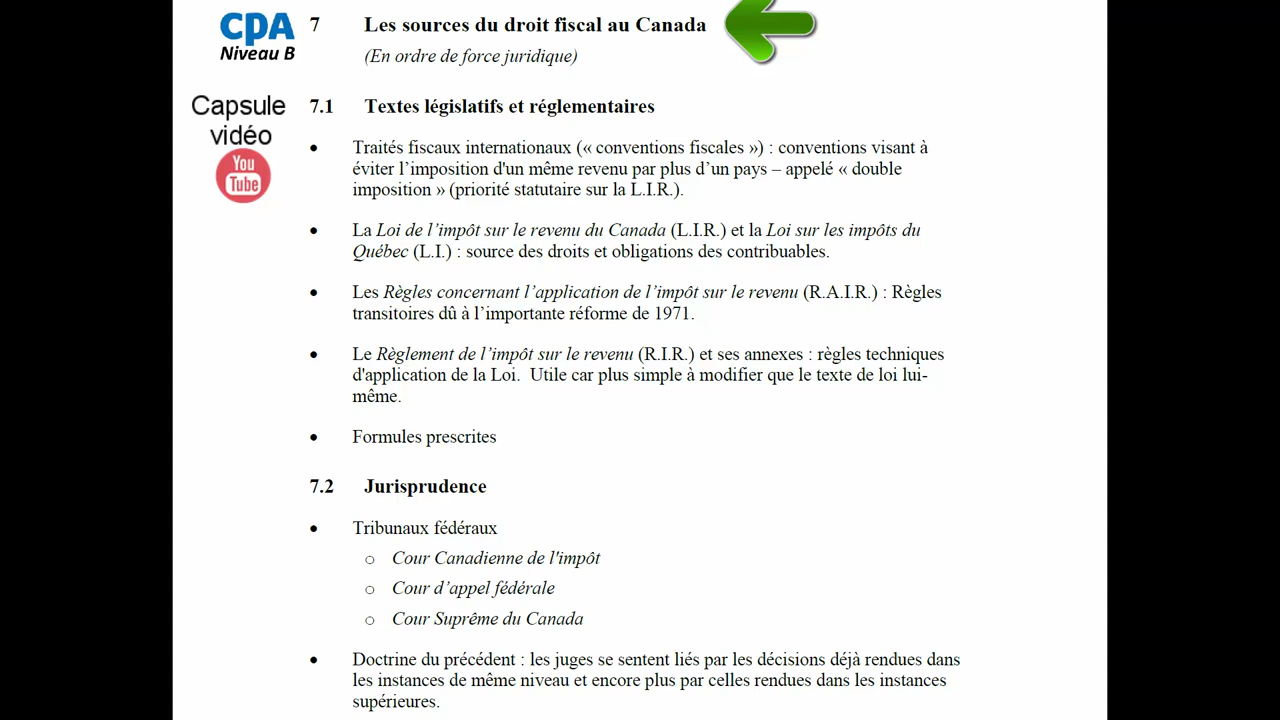 CPA
Niveau B
7 Les sources du droit fiscal au Canada
(En ordre de force juridique)
Capsule
vidéo
You
Tube
7.1 Textes législatifs et réglementaires
• Traités fiscaux internationaux (« conventions fiscales ») : conventions visant à
éviter l’imposition d'un même revenu par plus d’un pays – appelé « double
imposition » (priorité statutaire sur la L.I.R.).
• La Loi de l’impôt sur le revenu du Canada (L.I.R.) et la Loi sur les impôts du
Québec (L.I.) : source des droits et obligations des contribuables.
• Les Règles concernant l’application de l’impôt sur le revenu (R.A.I.R.) : Règles
transitoires dû à l’importante réforme de 1971.
• Le Règlement de l’impôt sur le revenu (R.I.R.) et ses annexes : règles techniques
d'application de la Loi. Utile car plus simple à modifier que le texte de loi lui-
même.
• Formules prescrites
7.2 Jurisprudence
• Tribunaux fédéraux
o Cour Canadienne de l'impôt
o Cour d’appel fédérale
o Cour Suprême du Canada
• Doctrine du précédent : les juges se sentent liés par les décisions déjà rendues dans
les instances de même niveau et encore plus par celles rendues dans les instances
supérieures.